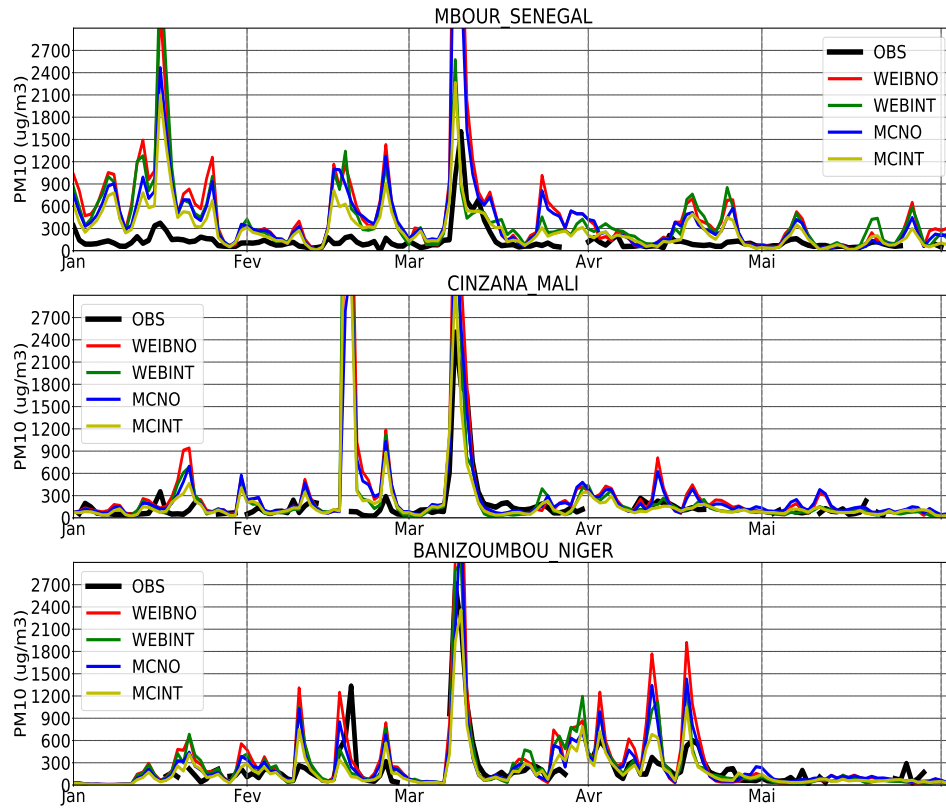 MBOUR_SENEGAL
PM10 (ug/m3)
2700
2400
2100
1800
1500
1200
900
600
300
0
OBS
WEIBNO
WEBINT
MCNO
MCINT
Jan Fev Mar Avr Mai
CINZANA_MALI
PM10 (ug/m3)
2700
2400
2100
1800
1500
1200
900
600
300
0
OBS
WEIBNO
WEBINT
MCNO
MCINT
Jan Fev Mar Avr Mai
BANIZOUMBOU_NIGER
PM10 (ug/m3)
2700
2400
2100
1800
1500
1200
900
600
300
0
OBS
WEIBNO
WEBINT
MCNO
MCINT
Jan Fev Mar Avr Mai